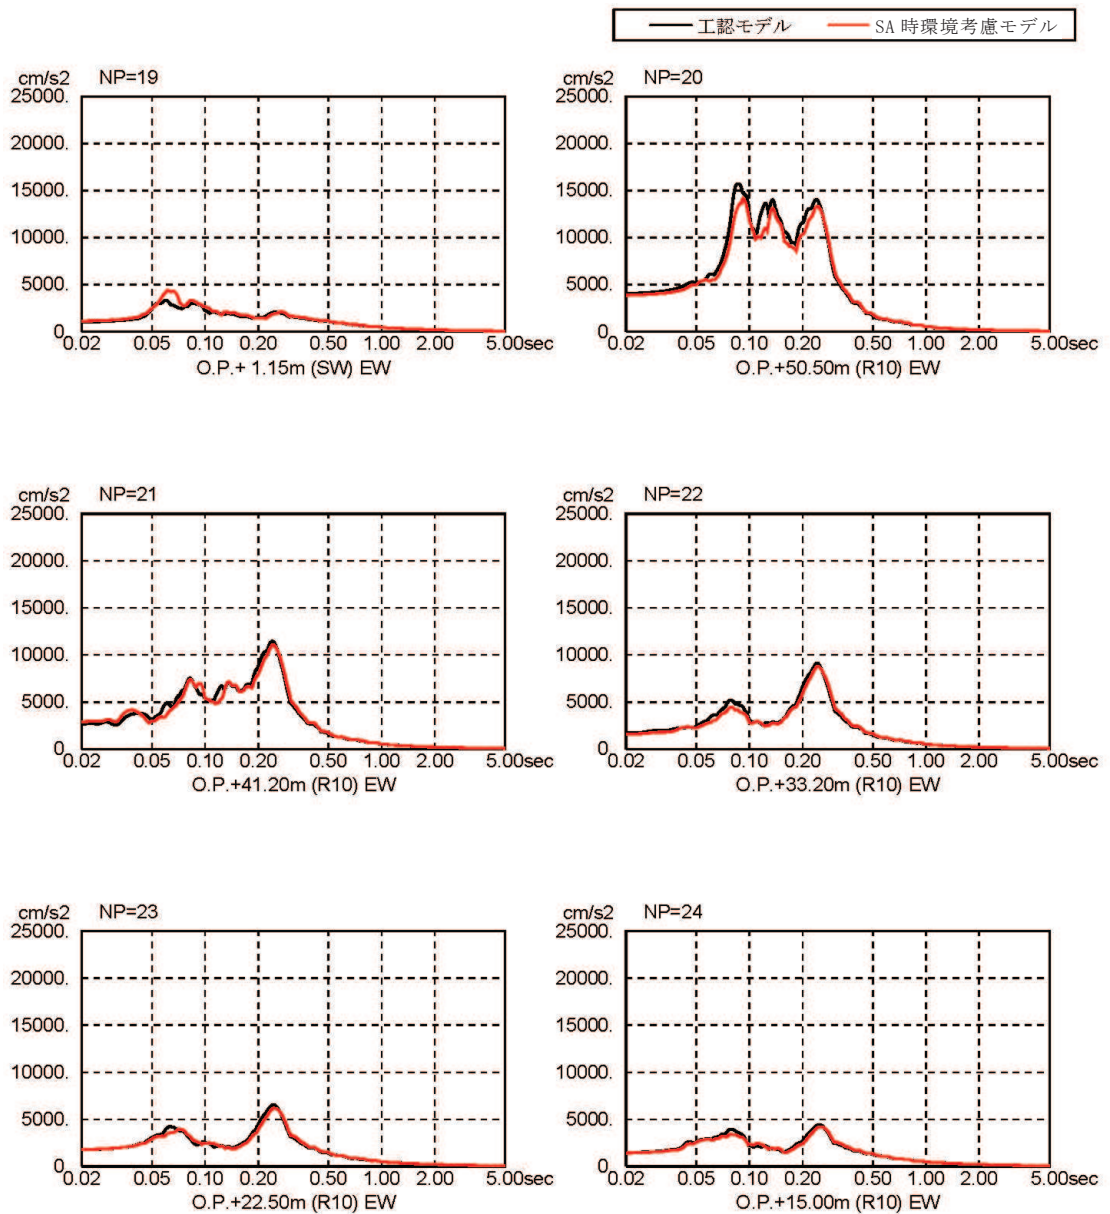 工認モデル SA 時環境考慮モデル
cm/s2 NP=19
25000.
20000.
15000.
10000.
5000.
0.
0.02 0.05 0.10 0.20 0.50 1.00 2.00 5.00sec
O.P.+ 1.15m (SW) EW
cm/s2 NP=20
25000.
20000.
15000.
10000.
5000.
0.
0.02 0.05 0.10 0.20 0.50 1.00 2.00 5.00sec
O.P.+50.50m (R10) EW
cm/s2 NP=21
25000.
20000.
15000.
10000.
5000.
0.
0.02 0.05 0.10 0.20 0.50 1.00 2.00 5.00sec
O.P.+41.20m (R10) EW
cm/s2 NP=22
25000.
20000.
15000.
10000.
5000.
0.
0.02 0.05 0.10 0.20 0.50 1.00 2.00 5.00sec
O.P.+33.20m (R10) EW
cm/s2 NP=23
25000.
20000.
15000.
10000.
5000.
0.
0.02 0.05 0.10 0.20 0.50 1.00 2.00 5.00sec
O.P.+22.50m (R10) EW
cm/s2 NP=24
25000.
20000.
15000.
10000.
5000.
0.
0.02 0.05 0.10 0.20 0.50 1.00 2.00 5.00sec
O.P.+15.00m (R10) EW